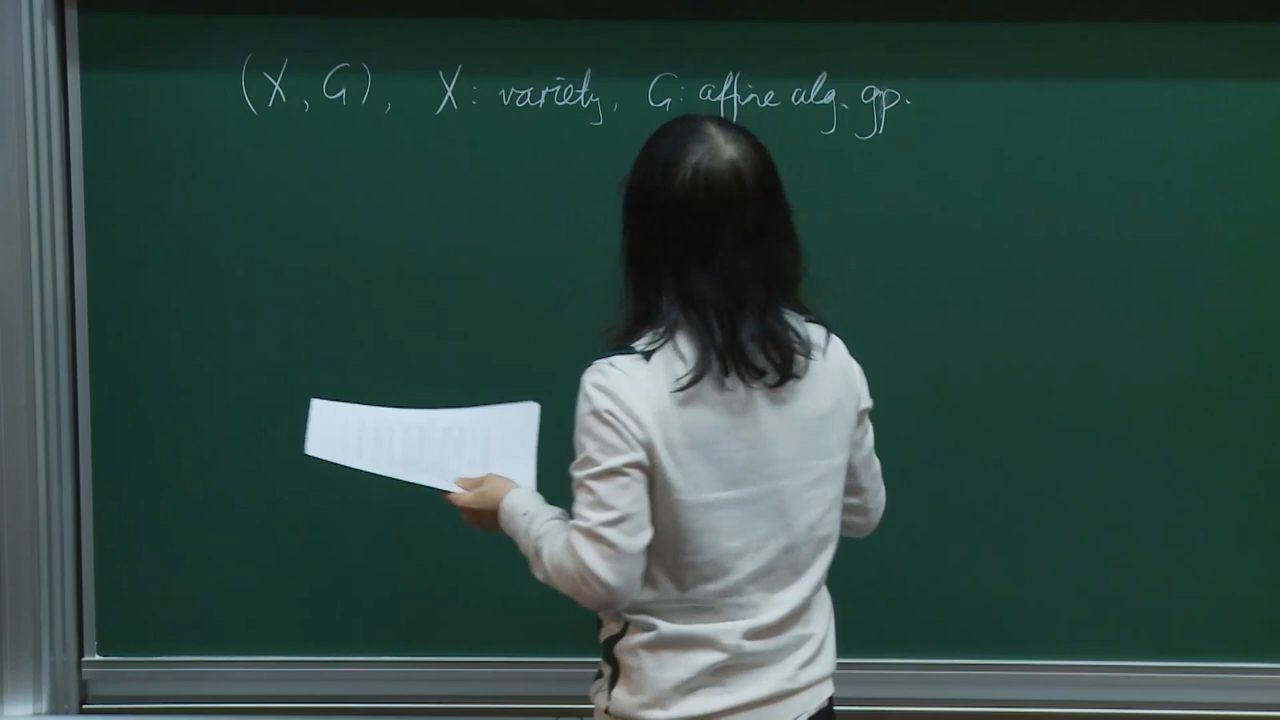 (X, G), X: variety, G: affine alg. gp.